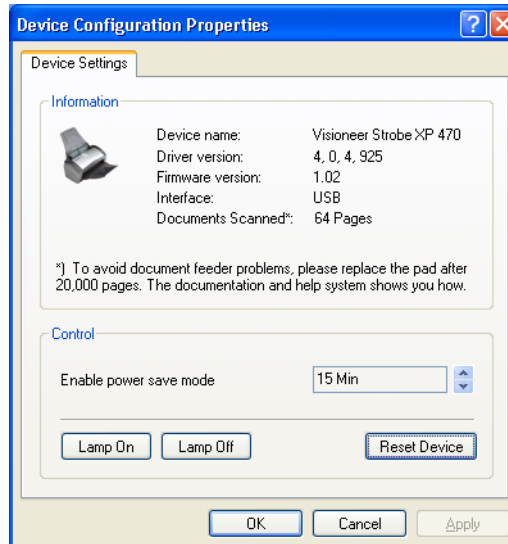 Device Configuration Properties
Device Settings
Information
Device name: Visioneer Strobe XP 470
Driver version: 4, 0, 4, 925
Firmware version: 1.02
Interface: USB
Documents Scanned*: 64 Pages
*) To avoid document feeder problems, please replace the pad after
20,000 pages. The documentation and help system shows you how.
Control
Enable power save mode 15 Min
Lamp On Lamp Off Reset Device
OK Cancel Apply